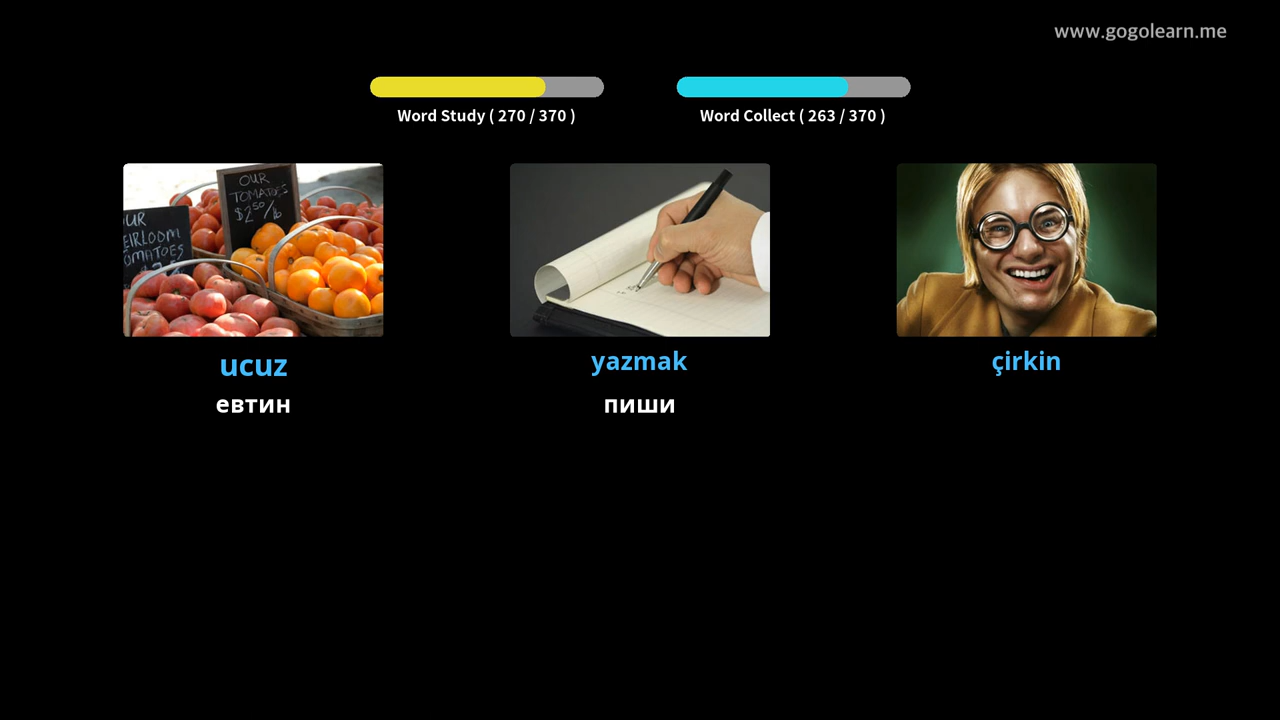 www.gogolearn.me
Word Study ( 270 / 370 )
Word Collect ( 263 / 370 )
OUR
TOMATOES
$2.50/lb
UR
EIRLOOM
OMATOES
ucuz
yazmak
çirkin
евтин
пиши